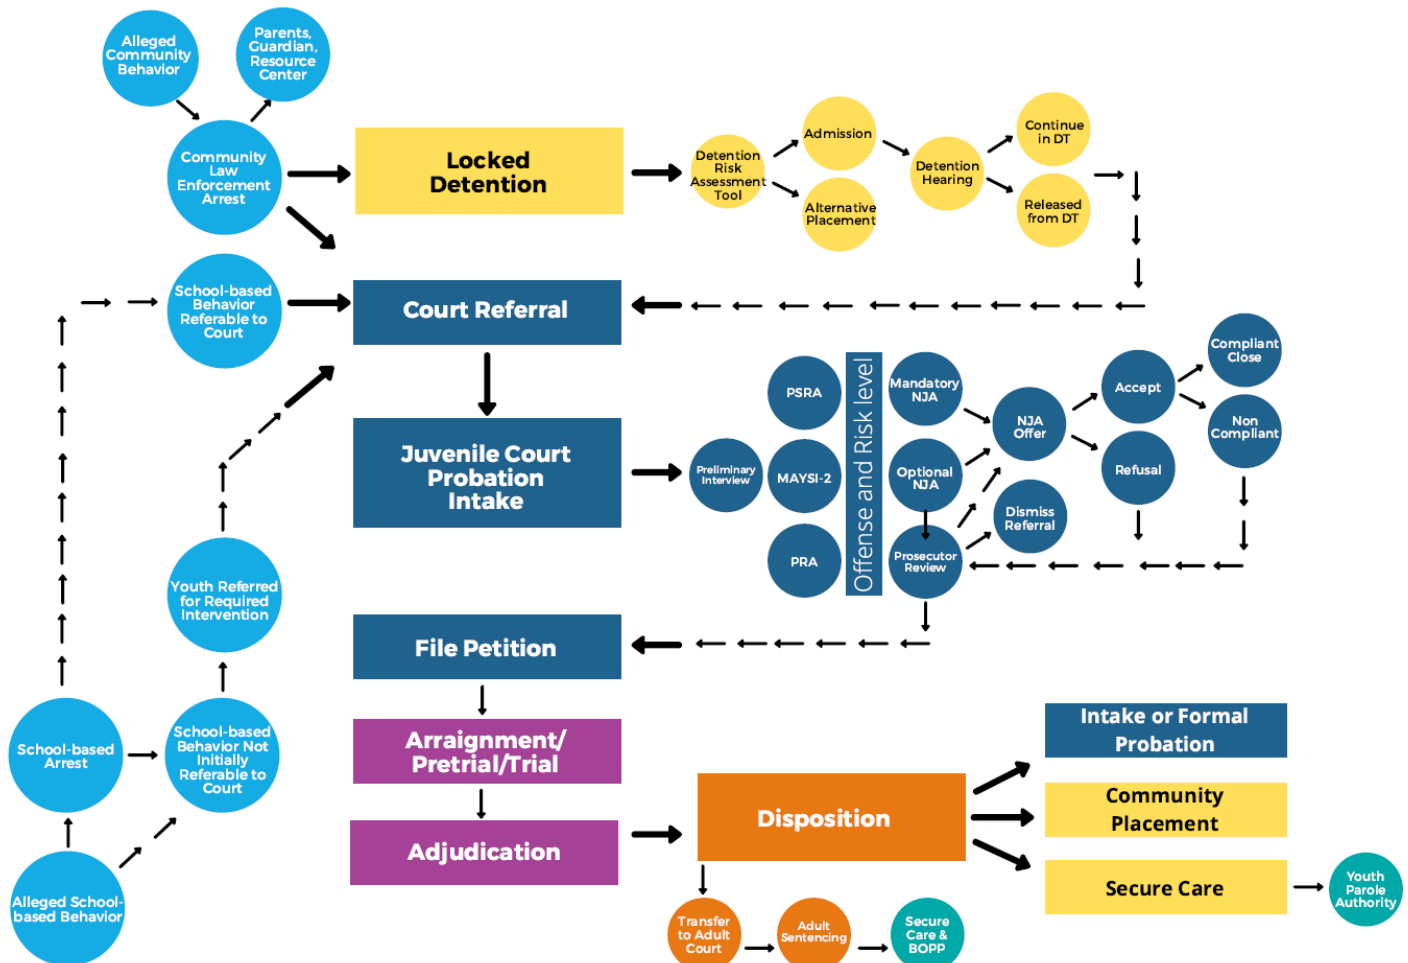 Alleged
Community
Behavior
Parents,
Guardian,
Resource
Center
Community
Law
Enforcement
Arrest
Locked
Detention
Detention
Risk
Assessment
Tool
Admission
Alternative
Placement
Detention
Hearing
Continue
in DT
Released
from DT
School-based
Behavior
Referable to
Court
Court Referral
Juvenile Court
Probation
Intake
Preliminary
Interview
PSRA
MAYSI-2
PRA
Offense and Risk level
Mandatory
NJA
Optional
NJA
Prosecutor
Review
NJA
Offer
Dismiss
Referral
Accept
Refusal
Compliant
Close
Non
Compliant
Youth Referred
for Required
Intervention
File Petition
School-based
Arrest
School-based
Behavior Not
Initially
Referable to
Court
Alleged School-
based Behavior
Arraignment/
Pretrial/Trial
Adjudication
Disposition
Intake or Formal
Probation
Community
Placement
Secure Care
Youth
Parole
Authority
Transfer
to Adult
Court
Adult
Sentencing
Secure
Care &
BOPP